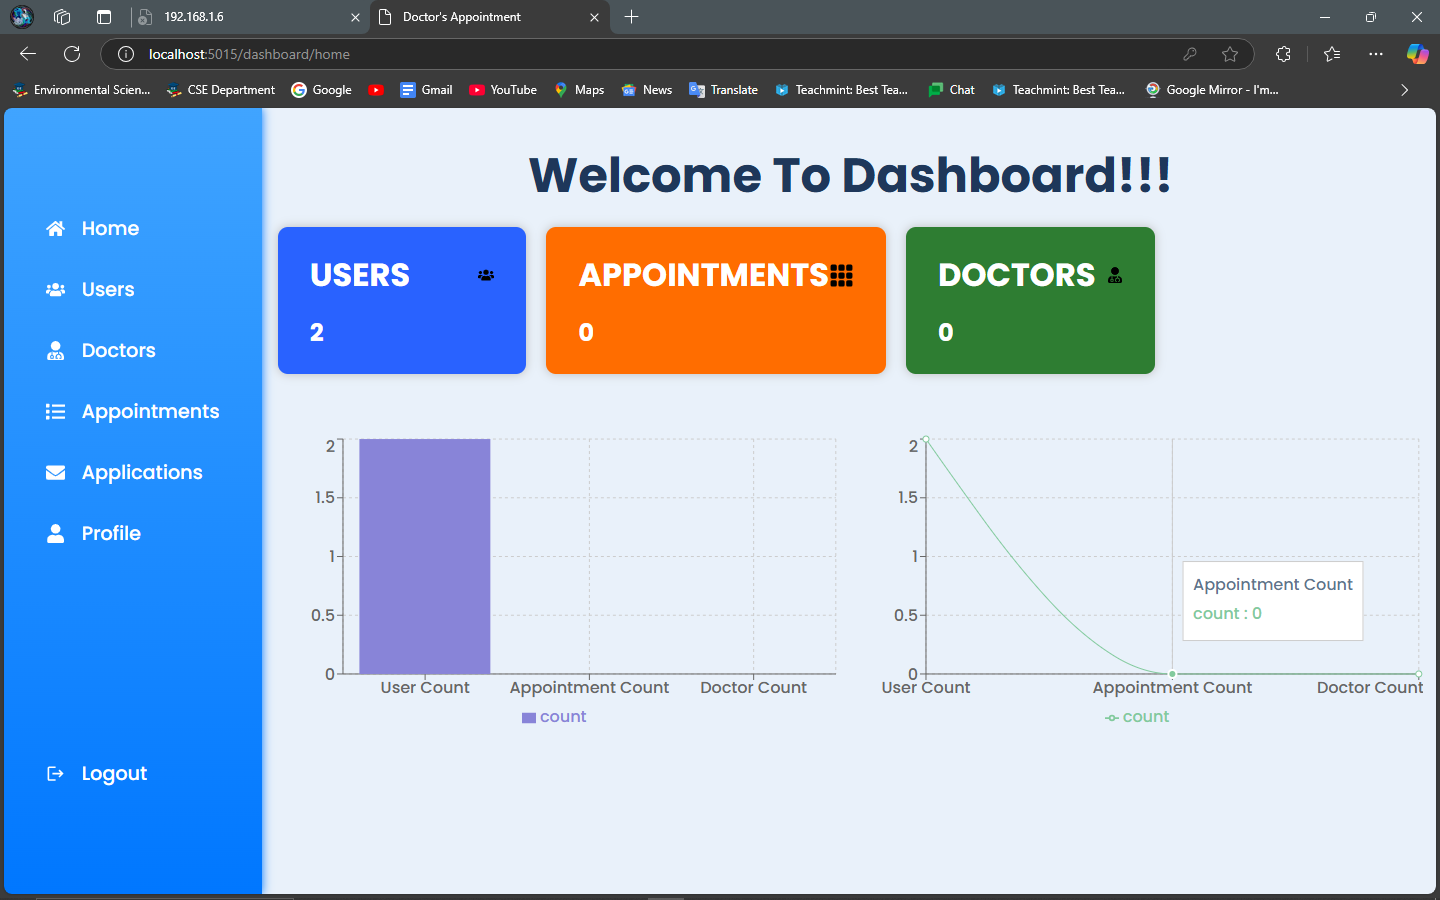 192.168.1.6
Doctor's Appointment
localhost:5015/dashboard/home
Environmental Scien...
CSE Department
Google
Gmail
YouTube
Maps
News
Translate
Teachmint: Best Tea...
Chat
Teachmint: Best Tea...
Google Mirror - I'm...
Home
Users
Doctors
Appointments
Applications
Profile
Logout
Welcome To Dashboard!!!
USERS
2
APPOINTMENTS
0
DOCTORS
0
2
1.5
1
0.5
0
User Count
Appointment Count
Doctor Count
count
2
1.5
1
0.5
0
User Count
Appointment Count
Doctor Count
count
Appointment Count
count : 0